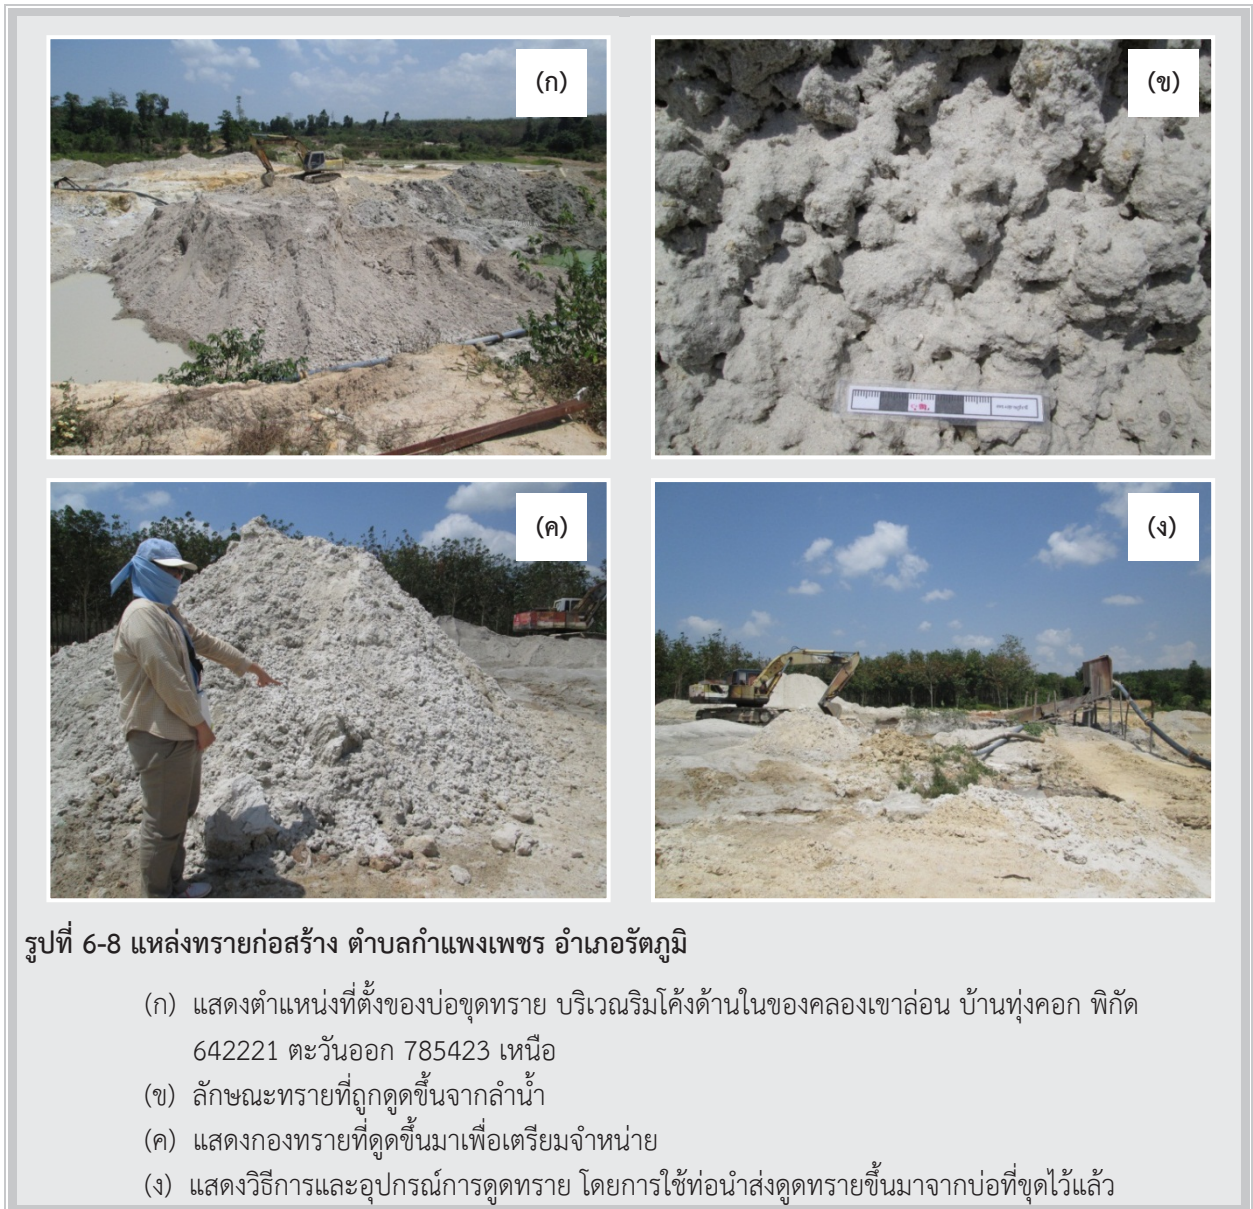 (ก)
(ข)
(ค)
(ง)
รูปที่ 6-8 แหล่งทรายก่อสร้าง ตำบลกำแพงเพชร อำเภอรัตภูมิ
(ก) แสดงตำแหน่งที่ตั้งของบ่อขุดทราย บริเวณริมโค้งด้านในของคลองเขาล่อน บ้านทุ่งคอก พิกัด
642221 ตะวันออก 785423 เหนือ
(ข) ลักษณะทรายที่ถูกดูดขึ้นจากลำน้ำ
(ค) แสดงกองทรายที่ดูดขึ้นมาเพื่อเตรียมจำหน่าย
(ง) แสดงวิธีการและอุปกรณ์การดูดทราย โดยการใช้ท่อนำส่งดูดทรายขึ้นมาจากบ่อที่ขุดไว้แล้ว